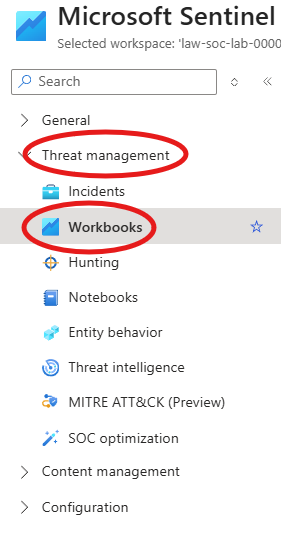 Microsoft Sentinel
Selected workspace: 'law-soc-lab-0000
Search
General
Threat management
Incidents
Workbooks
Hunting
Notebooks
Entity behavior
Threat intelligence
MITRE ATT&CK (Preview)
SOC optimization
Content management
Configuration